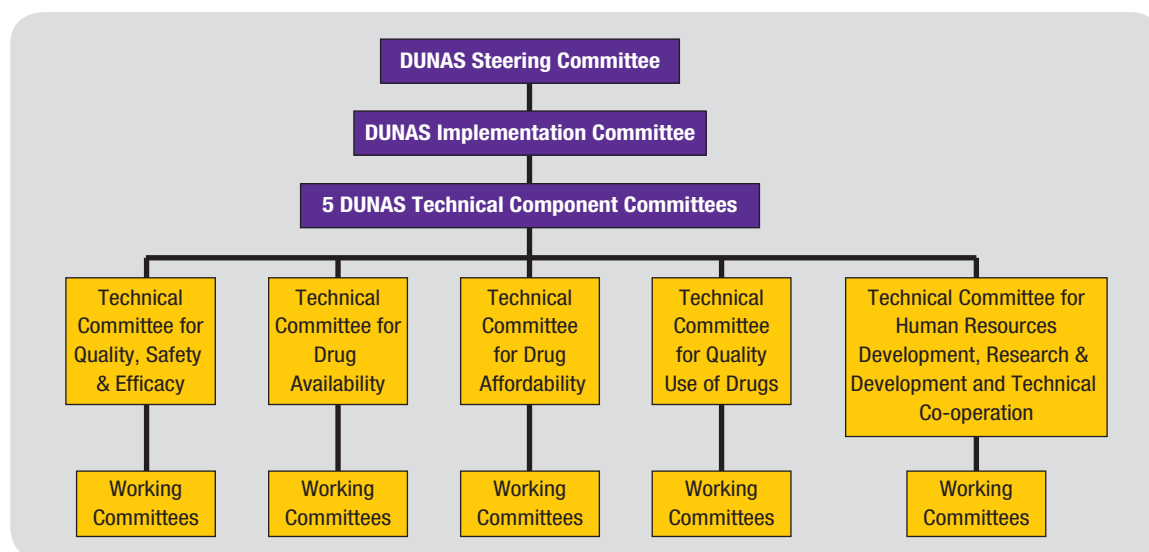 DUNAS Steering Committee
DUNAS Implementation Committee
5 DUNAS Technical Component Committees
Technical
Committee for
Quality, Safety
& Efficacy
Technical
Committee for
Drug
Availability
Technical
Committee
for Drug
Affordability
Technical
Committee
for Quality
Use of Drugs
Technical Committee for
Human Resources
Development, Research &
Development and Technical
Co-operation
Working
Committees
Working
Committees
Working
Committees
Working
Committees
Working
Committees